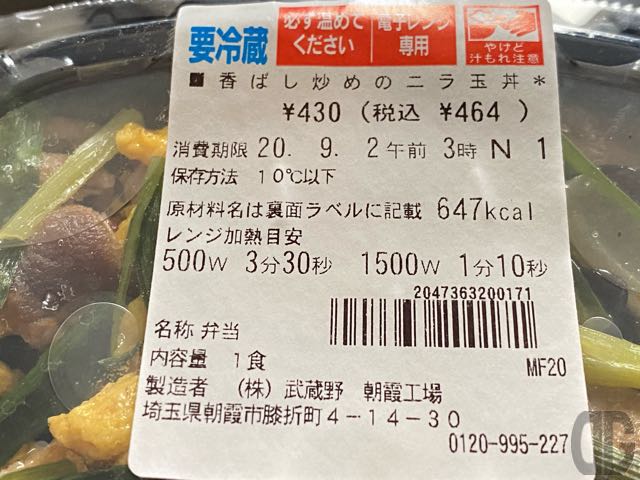 要冷蔵
必ず温めて
ください
電子レンジ
専用
やけど
汁もれ注意
香ばし炒めのニラ玉丼*
¥430 (税込 ¥464 )
消費期限 20. 9. 2午前 3時 N 1
保存方法 10℃以下
原材料名は裏面ラベルに記載 647kcal
レンジ加熱目安
500W 3分30秒 1500W 1分10秒
2047363200171
名称 弁当
内容量 1食
MF20
製造者 (株) 武蔵野 朝霞工場
埼玉県朝霞市膝折町4-14-30
0120-995-227